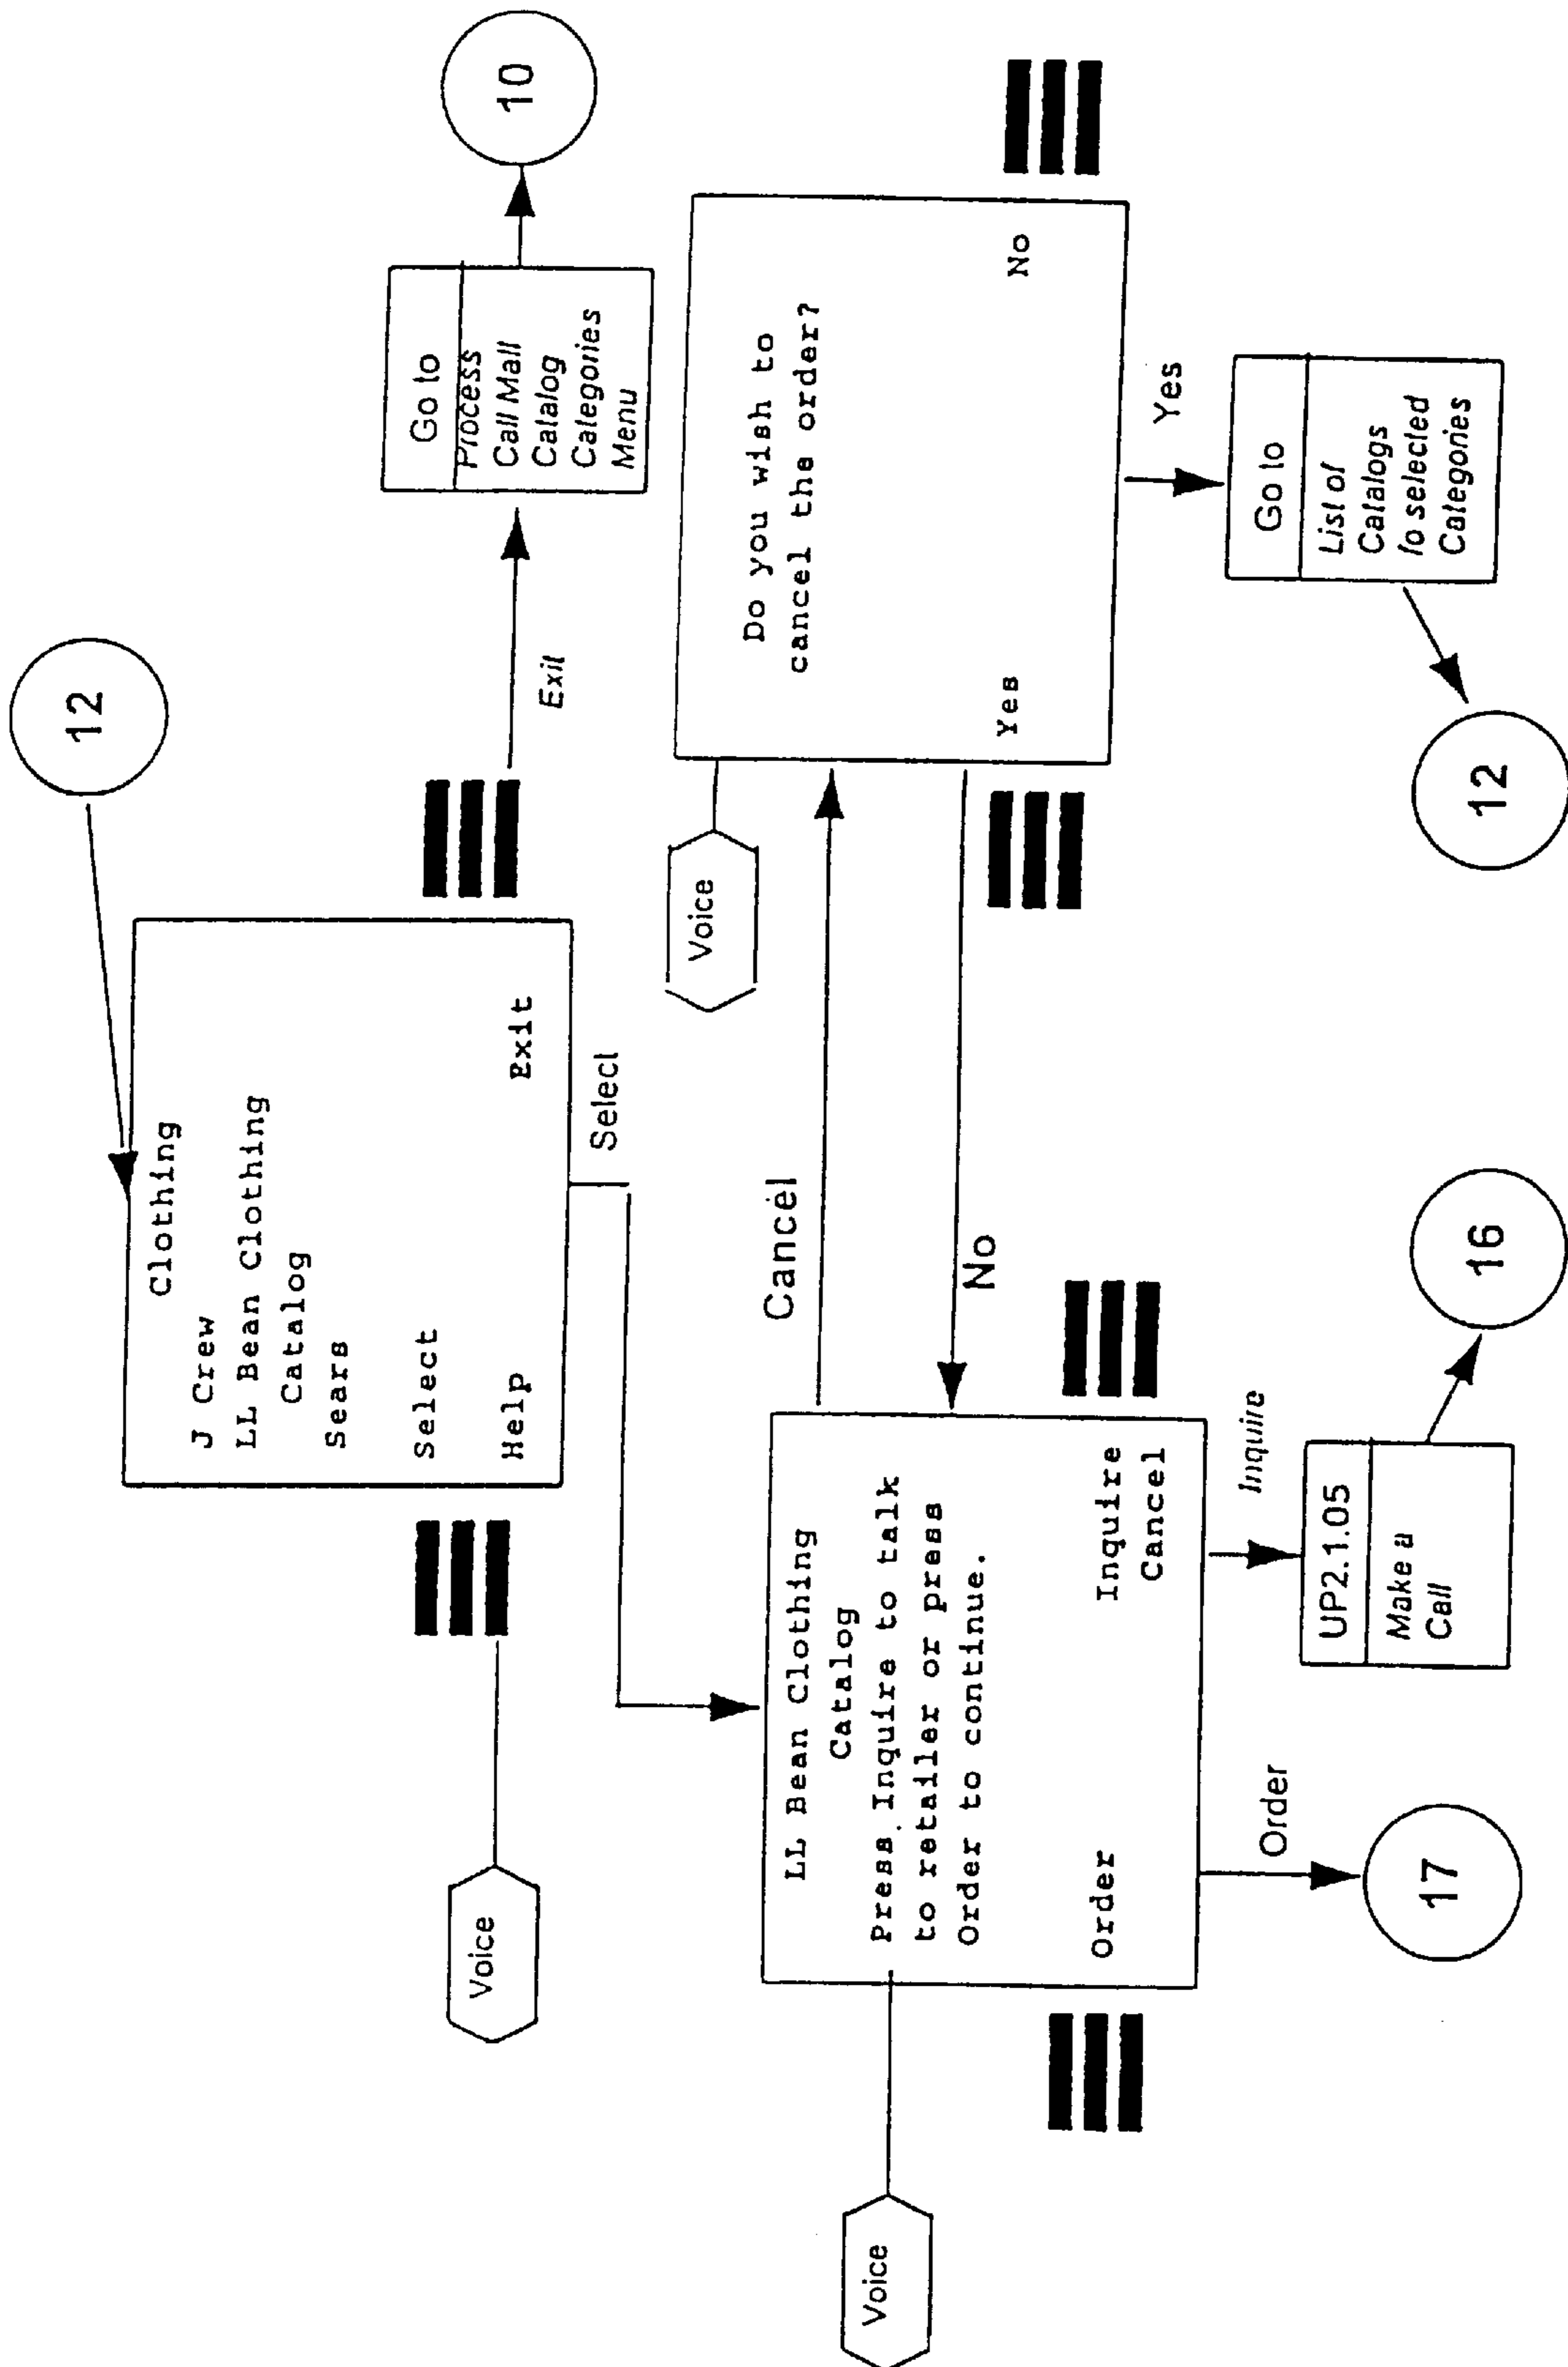 12
Clothing
J Crew
LL Bean Clothing
Catalog
Sears
Select
Help
Exit
Voice
Select
Exit
Go to
Process
Call Mall
Catalog
Categories
Menu
10
LL Bean Clothing
Catalog
Press Inquire to talk
to retailer or press
Order to continue.
Order
Inquire
Cancel
Voice
Cancel
No
Voice
Do you wish to
cancel the order?
Yes
No
Yes
Go to
List of
Catalogs
fo selected
Categories
12
Order
17
Inquire
UP2.1.05
Make a
Call
16